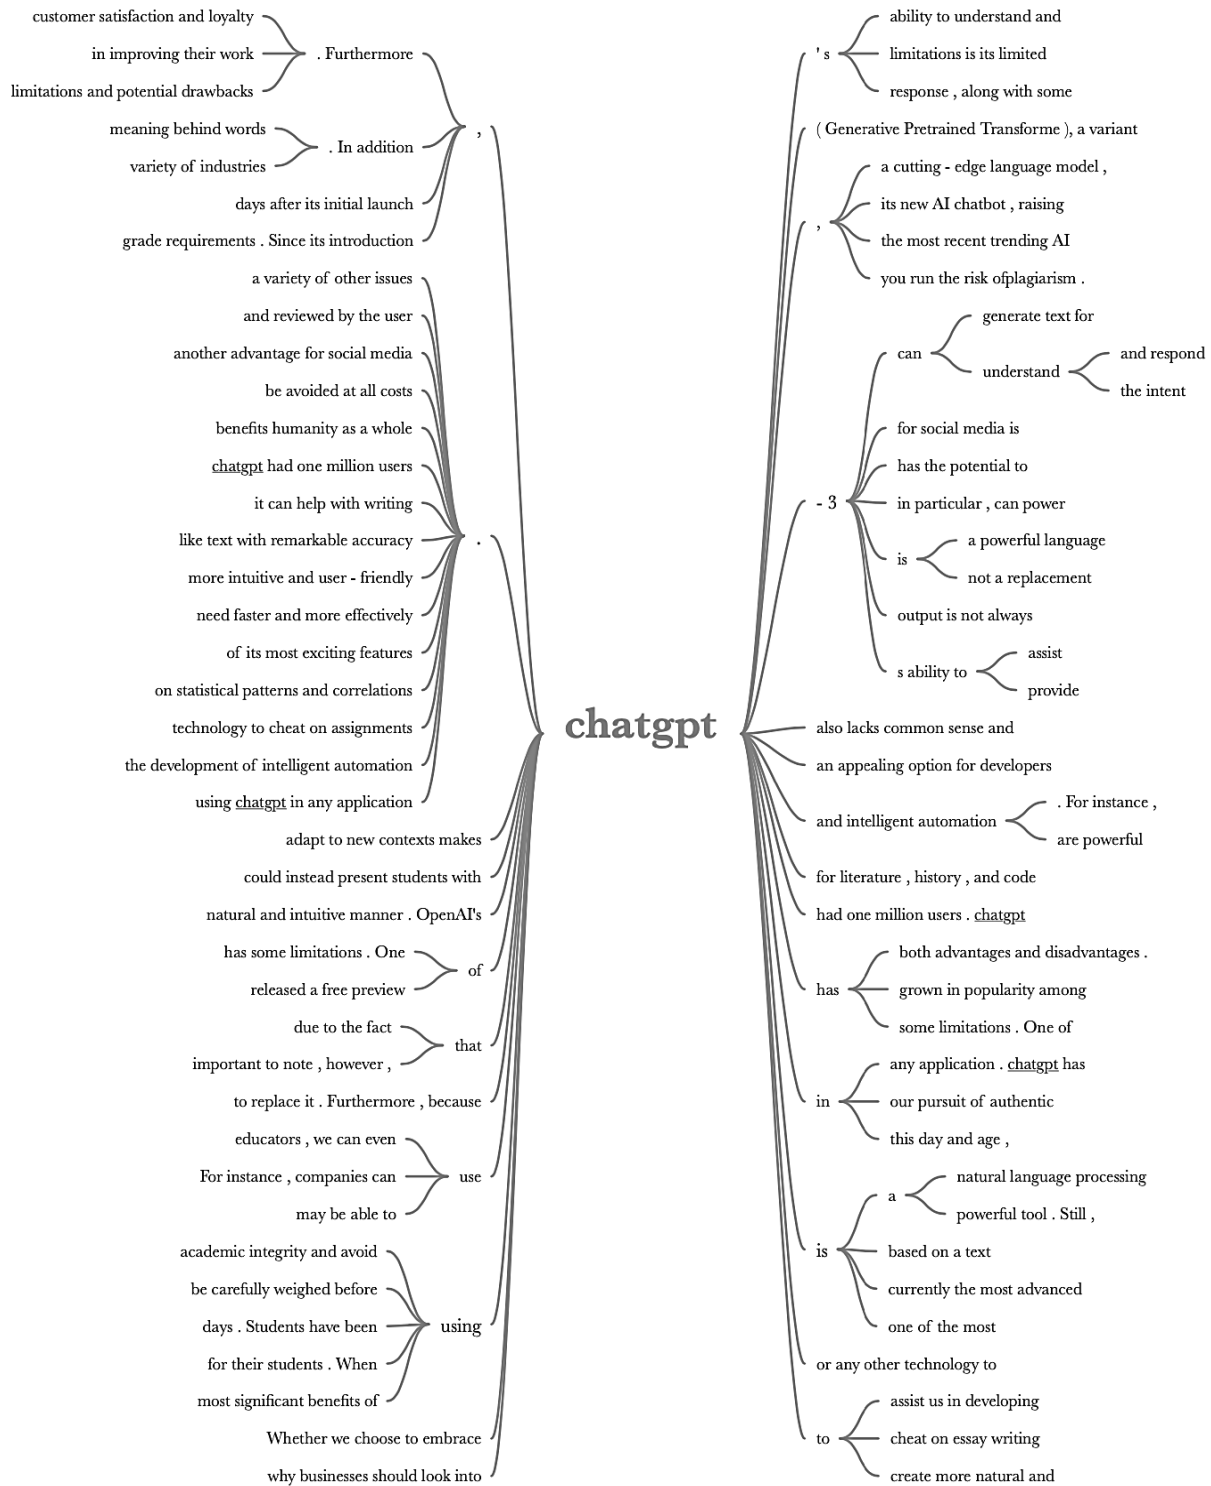 customer satisfaction and loyalty
in improving their work
limitations and potential drawbacks
. Furthermore
meaning behind words
variety of industries
. In addition
days after its initial launch
grade requirements . Since its introduction
,
a variety of other issues
and reviewed by the user
another advantage for social media
be avoided at all costs
benefits humanity as a whole
chatgpt had one million users
it can help with writing
like text with remarkable accuracy
more intuitive and user - friendly
need faster and more effectively
of its most exciting features
on statistical patterns and correlations
technology to cheat on assignments
the development of intelligent automation
using chatgpt in any application
.
adapt to new contexts makes
could instead present students with
natural and intuitive manner . OpenAI's
has some limitations . One
released a free preview
of
due to the fact
important to note , however ,
that
to replace it . Furthermore , because
educators , we can even
For instance , companies can
may be able to
use
academic integrity and avoid
be carefully weighed before
days . Students have been
for their students . When
most significant benefits of
using
Whether we choose to embrace
why businesses should look into
chatgpt
' s
ability to understand and
limitations is its limited
response , along with some
( Generative Pretrained Transforme ), a variant
,
a cutting - edge language model ,
its new AI chatbot , raising
the most recent trending AI
you run the risk ofplagiarism .
- 3
can
generate text for
understand
and respond
the intent
for social media is
has the potential to
in particular , can power
is
a powerful language
not a replacement
output is not always
s ability to
assist
provide
also lacks common sense and
an appealing option for developers
and intelligent automation
. For instance ,
are powerful
for literature , history , and code
had one million users . chatgpt
has
both advantages and disadvantages .
grown in popularity among
some limitations . One of
in
any application . chatgpt has
our pursuit of authentic
this day and age ,
is
a
natural language processing
powerful tool . Still ,
based on a text
currently the most advanced
one of the most
or any other technology to
to
assist us in developing
cheat on essay writing
create more natural and